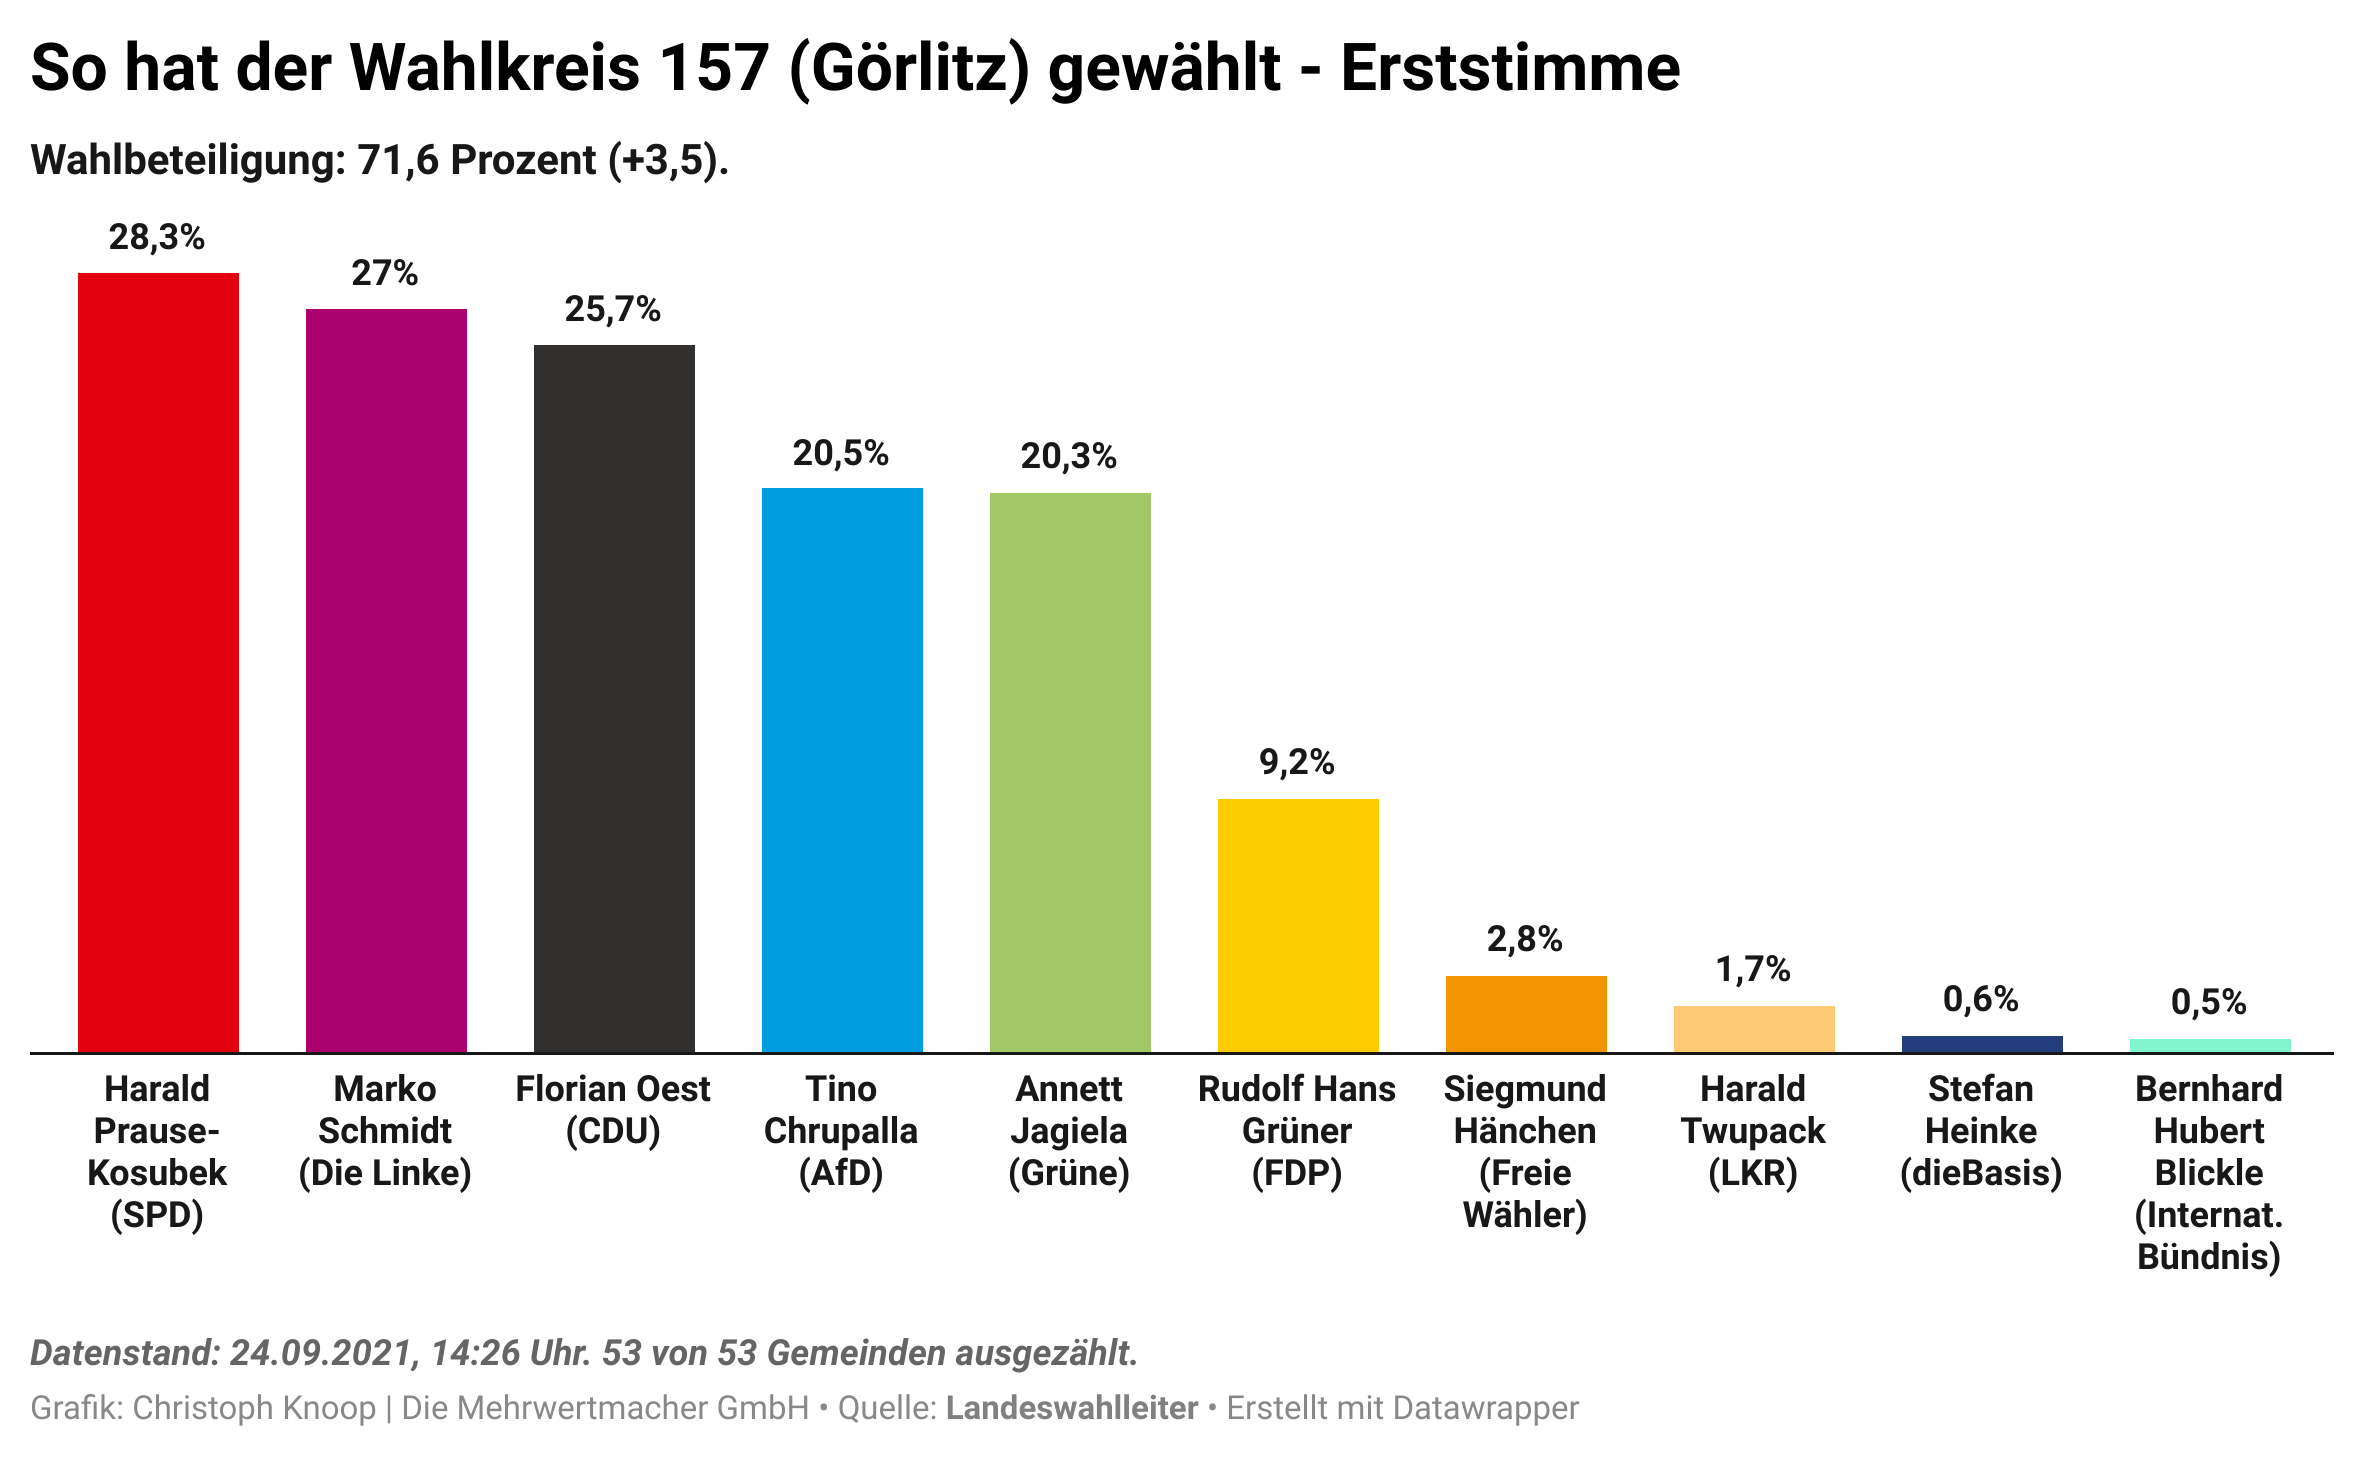 So hat der Wahlkreis 157 (Görlitz) gewählt - Erststimme
Wahlbeteiligung: 71,6 Prozent (+3,5).
28,3%
27%
25,7%
20,5%
20,3%
9,2%
2,8%
1,7%
0,6%
0,5%
Harald
Prause-
Kosubek
(SPD)
Marko
Schmidt
(Die Linke)
Florian Oest
(CDU)
Tino
Chrupalla
(AfD)
Annett
Jagiela
(Grüne)
Rudolf Hans
Grüner
(FDP)
Siegmund
Hänchen
(Freie
Wähler)
Harald
Twupack
(LKR)
Stefan
Heinke
(dieBasis)
Bernhard
Hubert
Blickle
(Internat.
Bündnis)
Datenstand: 24.09.2021, 14:26 Uhr. 53 von 53 Gemeinden ausgezählt.
Grafik: Christoph Knoop | Die Mehrwertmacher GmbH • Quelle: Landeswahlleiter • Erstellt mit Datawrapper